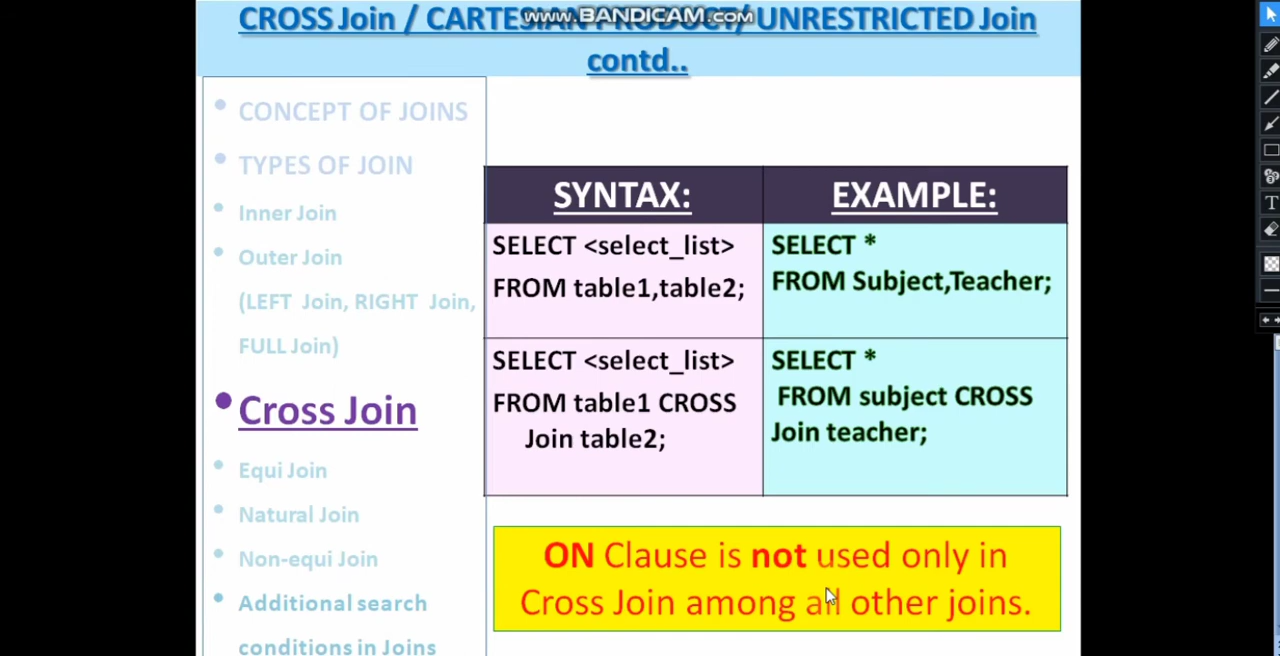 CROSS Join / CARTESIAN PRODUCT/ UNRESTRICTED Join
www.BANDICAM.com
contd..
• CONCEPT OF JOINS
• TYPES OF JOIN
• Inner Join
• Outer Join
(LEFT Join, RIGHT Join,
FULL Join)
• Cross Join
• Equi Join
• Natural Join
• Non-equi Join
• Additional search
conditions in Joins
SYNTAX:
EXAMPLE:
SELECT <select_list>
FROM table1,table2;
SELECT *
FROM Subject,Teacher;
SELECT <select_list>
FROM table1 CROSS
Join table2;
SELECT *
FROM subject CROSS
Join teacher;
ON Clause is not used only in
Cross Join among all other joins.